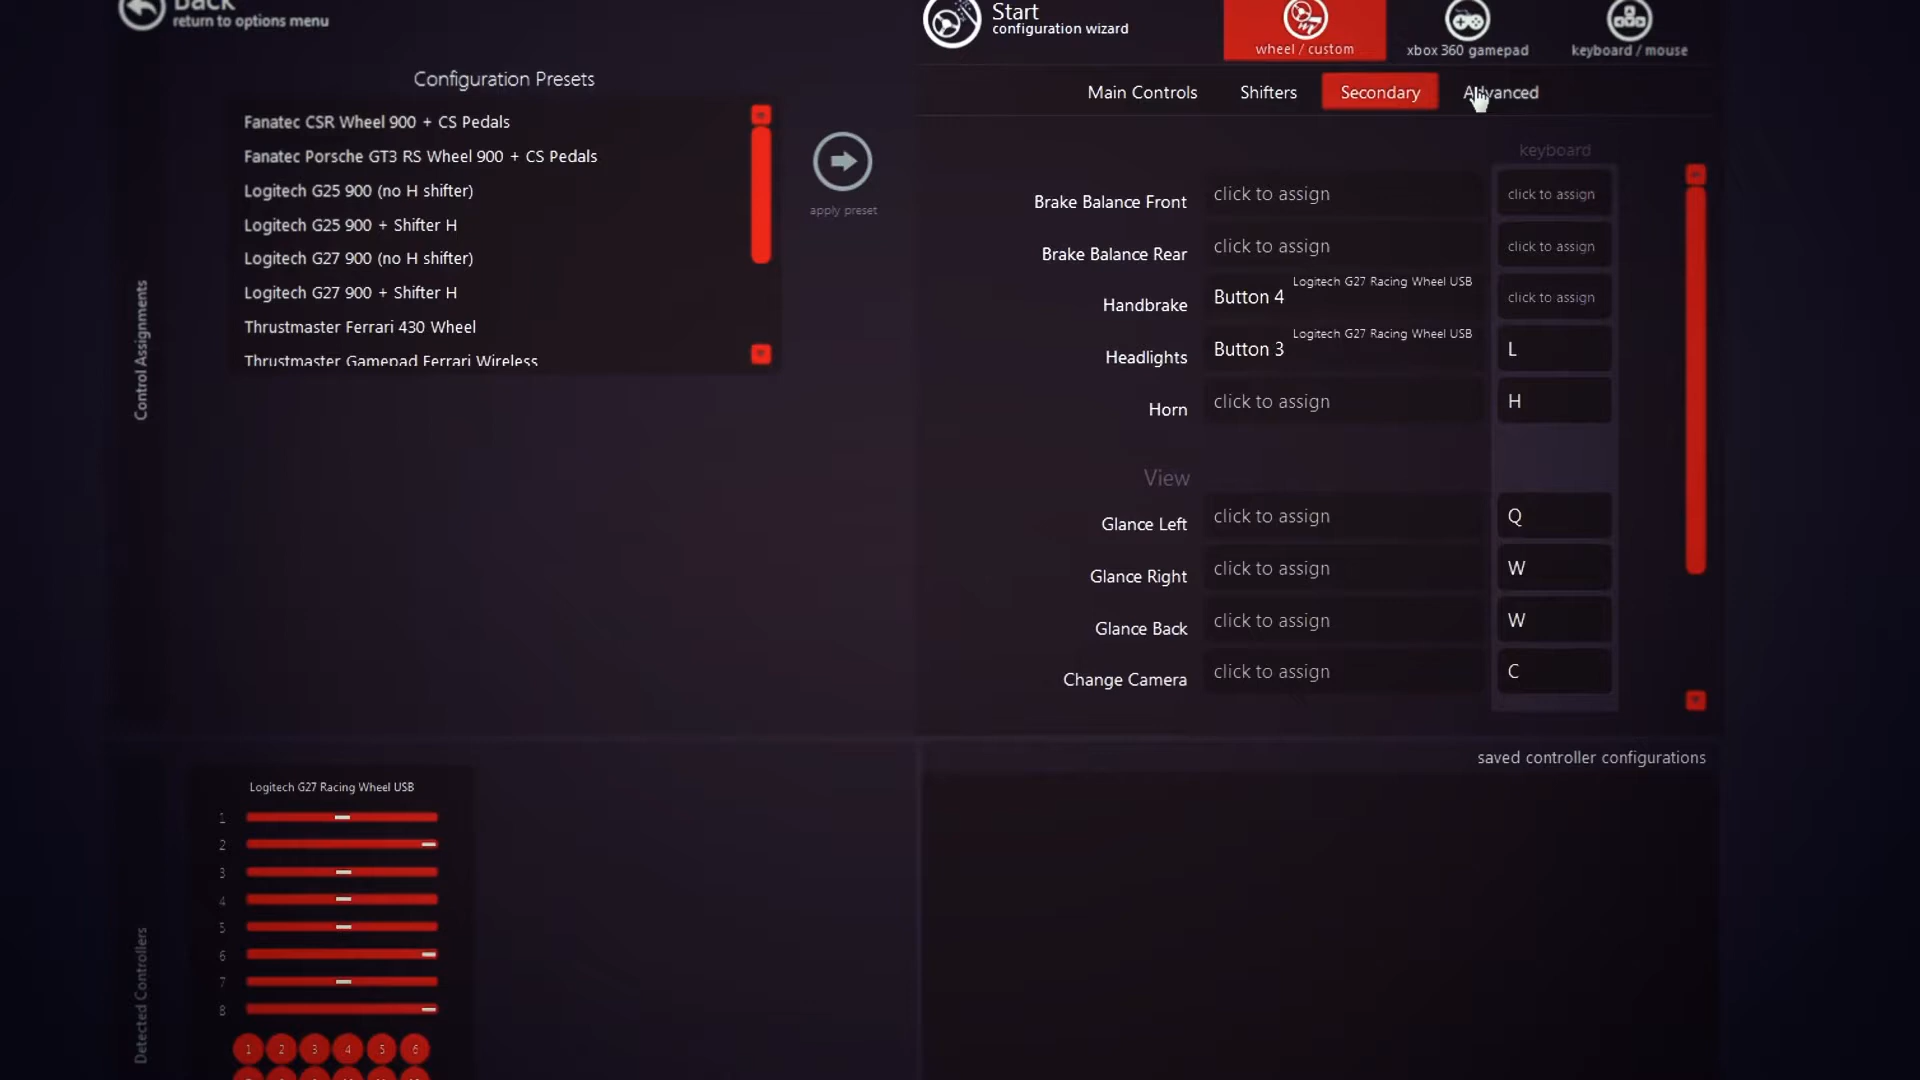 Back
return to options menu
Start
configuration wizard
wheel / custom
xbox 360 gamepad
keyboard / mouse
Configuration Presets
Fanatec CSR Wheel 900 + CS Pedals
Fanatec Porsche GT3 RS Wheel 900 + CS Pedals
Logitech G25 900 (no H shifter)
Logitech G25 900 + Shifter H
Logitech G27 900 (no H shifter)
Logitech G27 900 + Shifter H
Thrustmaster Ferrari 430 Wheel
Thrustmaster Gamepad Ferrari Wireless
apply preset
Control Assignments
Main Controls
Shifters
Secondary
Advanced
keyboard
Brake Balance Front click to assign click to assign
Brake Balance Rear click to assign click to assign
Logitech G27 Racing Wheel USB
Handbrake Button 4 click to assign
Logitech G27 Racing Wheel USB
Headlights Button 3 L
Horn click to assign H
View
Glance Left click to assign Q
Glance Right click to assign W
Glance Back click to assign W
Change Camera click to assign C
saved controller configurations
Detected Controllers
Logitech G27 Racing Wheel USB
1
2
3
4
5
6
7
8
1 2 3 4 5 6